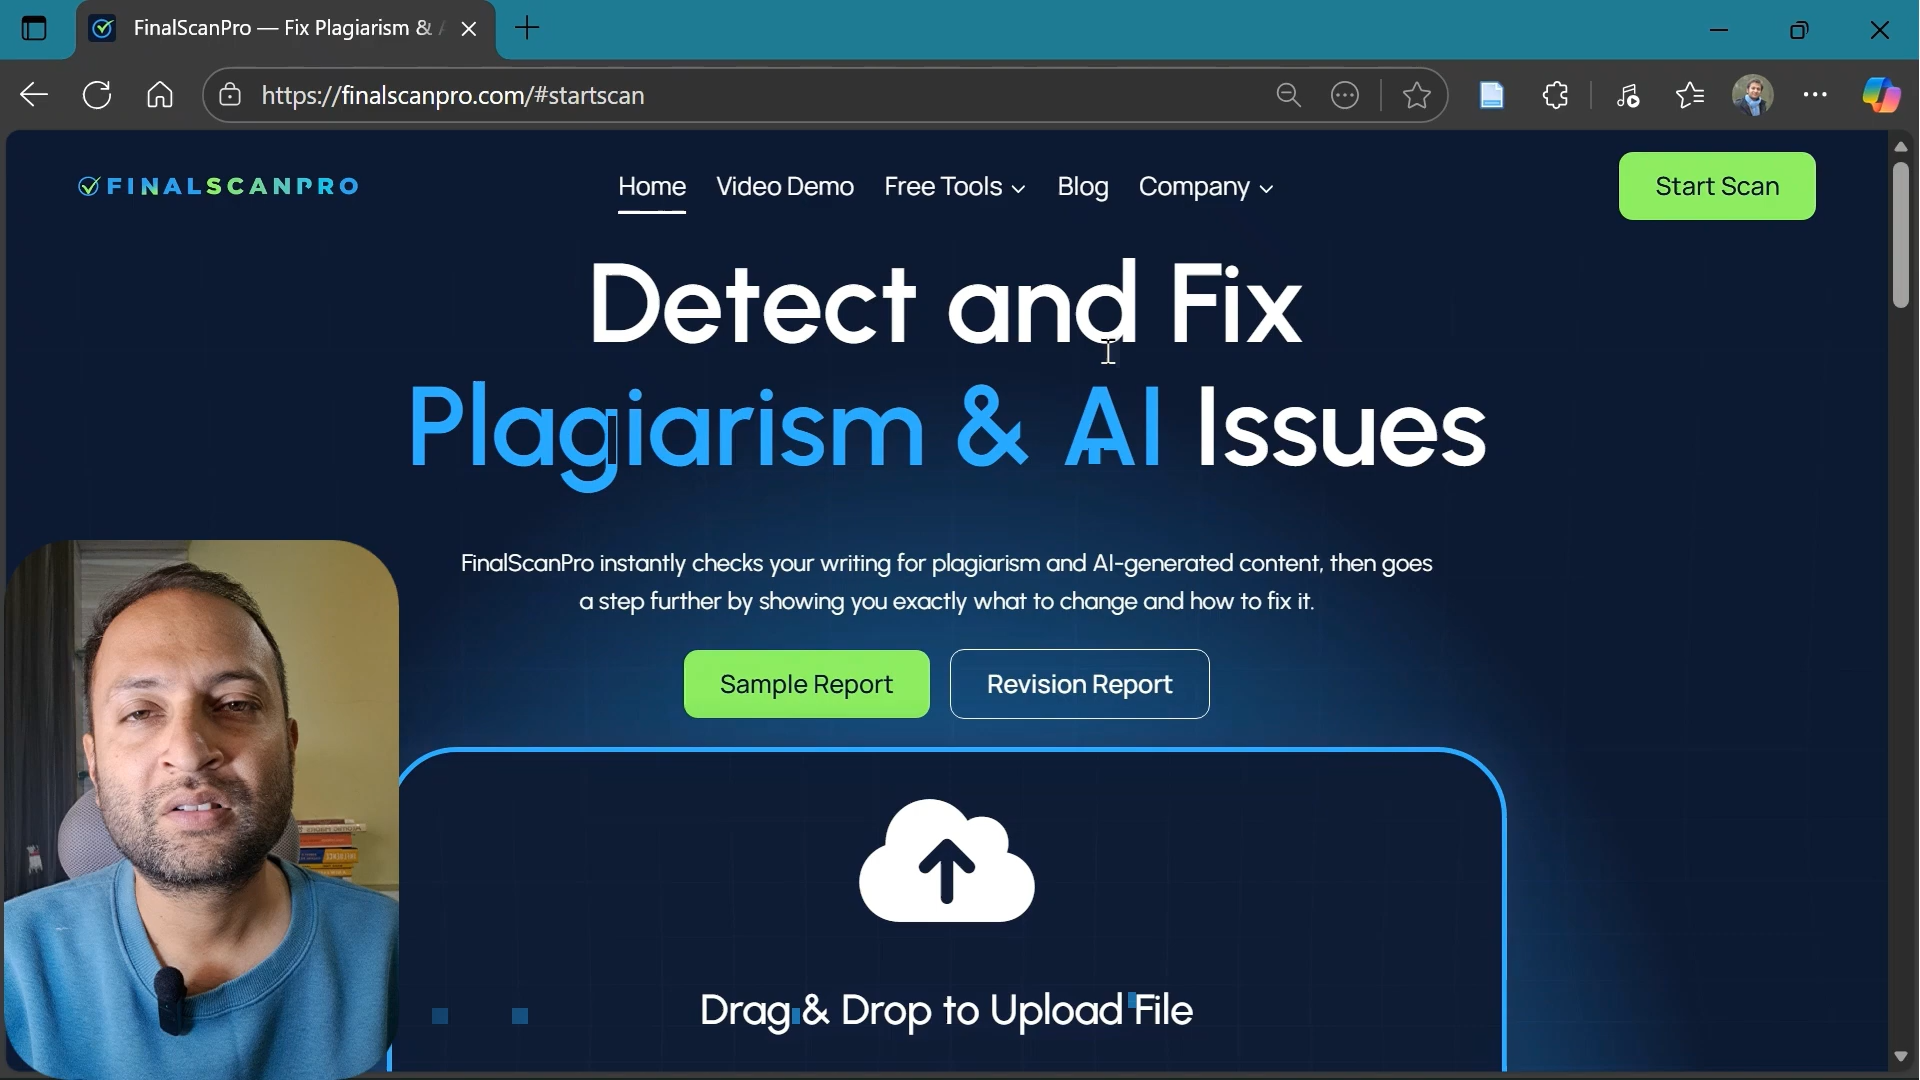 FinalScanPro — Fix Plagiarism &
https://finalscanpro.com/#startscan
FINALSCANPRO
Home
Video Demo
Free Tools
Blog
Company
Start Scan
Detect and Fix
Plagiarism & AI Issues
FinalScanPro instantly checks your writing for plagiarism and AI-generated content, then goes
a step further by showing you exactly what to change and how to fix it.
Sample Report
Revision Report
Drag & Drop to Upload File